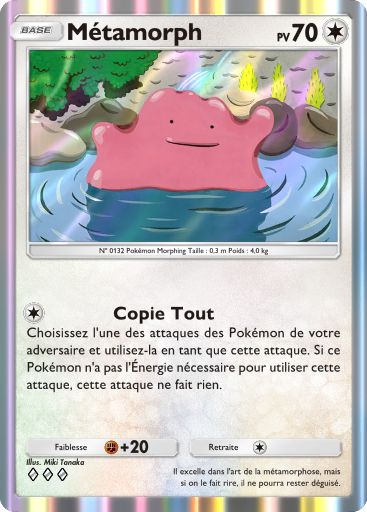 BASE Métamorph PV 70
N° 0132 Pokémon Morphing Taille : 0,3 m Poids : 4,0 kg
Copie Tout
Choisissez l'une des attaques des Pokémon de votre
adversaire et utilisez-la en tant que cette attaque. Si ce
Pokémon n'a pas l'Énergie nécessaire pour utiliser cette
attaque, cette attaque ne fait rien.
Faiblesse +20 Retraite
Illus. Miki Tanaka
Il excelle dans l'art de la métamorphose, mais
si on le fait rire, il ne pourra rester déguisé.